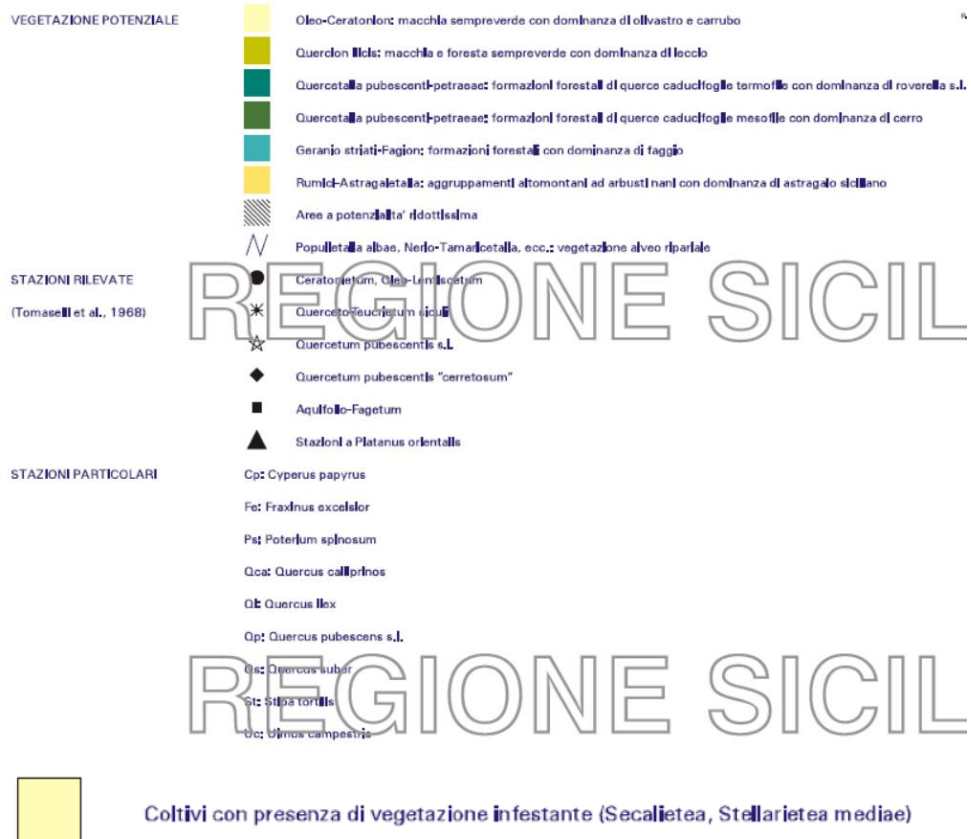 VEGETAZIONE POTENZIALE
Oleo-Ceratonion: macchia sempreverde con dominanza di olivastro e carrubo
Quercion ilicis: macchia e foresta sempreverde con dominanza di leccio
Quercetalia pubescenti-petraeae: formazioni forestali di querce caducifoglie termofile con dominanza di roverella s.l.
Quercetalia pubescenti-petraeae: formazioni forestali di querce caducifoglie mesofile con dominanza di cerro
Geranio striati-Fagion: formazioni forestali con dominanza di faggio
Rumici-Astragaletalia: aggruppamenti altomontani ad arbusti nani con dominanza di astragalo siciliano
Aree a potenzialita' ridottissima
Populetalia albae, Nerio-Tamaricetalia, ecc.: vegetazione alveo ripariale
STAZIONI RILEVATE
Ceratonietum, Oleo-Lentiscetum
REGIONE SICIL
(Tomaselli et al., 1968)
Querceto-Teucrietum siculi
Quercetum pubescentis s.l.
Quercetum pubescentis "cerretosum"
Aquifolio-Fagetum
Stazioni a Platanus orientalis
STAZIONI PARTICOLARI
Cp: Cyperus papyrus
Fe: Fraxinus excelsior
Ps: Poterium spinosum
Qca: Quercus calliprinos
Qi: Quercus ilex
Qp: Quercus pubescens s.l.
Qs: Quercus suber
REGIONE SICIL
St: Stipa tortilis
Uc: Ulmus campestris
Coltivi con presenza di vegetazione infestante (Secalietea, Stellarietea mediae)